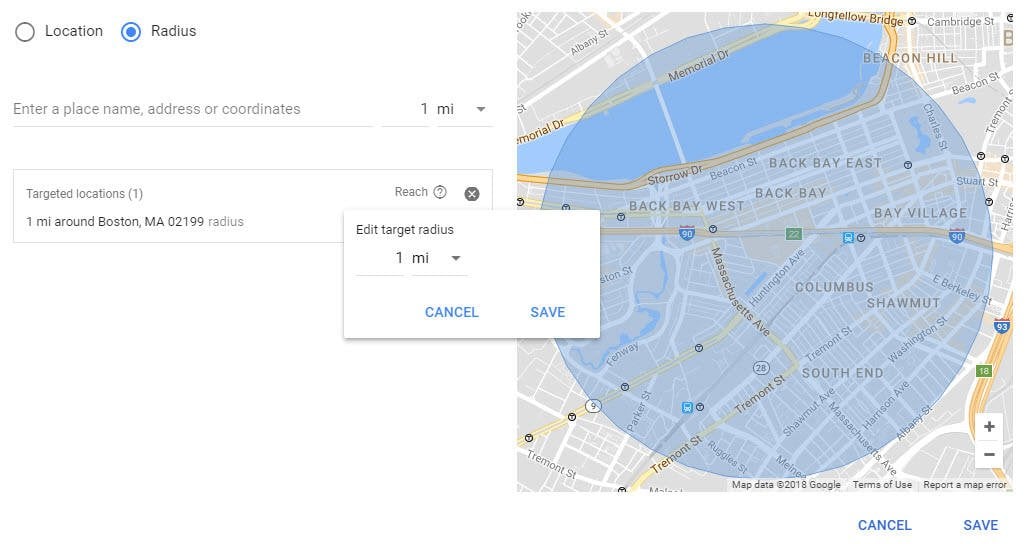 Location Radius
Enter a place name, address or coordinates 1 mi
Targeted locations (1) Reach
1 mi around Boston, MA 02199 radius
Edit target radius
1 mi
CANCEL SAVE
Longfellow Bridge
Cambridge St
Albany St
BEACON HILL
Memorial Dr
Beacon St
emorial Dr
Charles St
Tremont St
Storrow Dr
Beacon St
BACK BAY EAST
Stuart St
BACK BAY
BACK BAY WEST
BAY VILLAGE
90
22
90
Massachusetts Ave
Huntington Ave
ston St
COLUMBUS
E Berkeley St
SHAWMUT
93
Fenway
Tremont St
Washington St
28
SOUTH END
18
Tremont St
9
Parker St
Shawmut Ave
Harrison Ave
Albany St
Tremont St
Ruggles St
Melnea
Tremont St
+
−
Map data ©2018 Google Terms of Use Report a map error
CANCEL SAVE